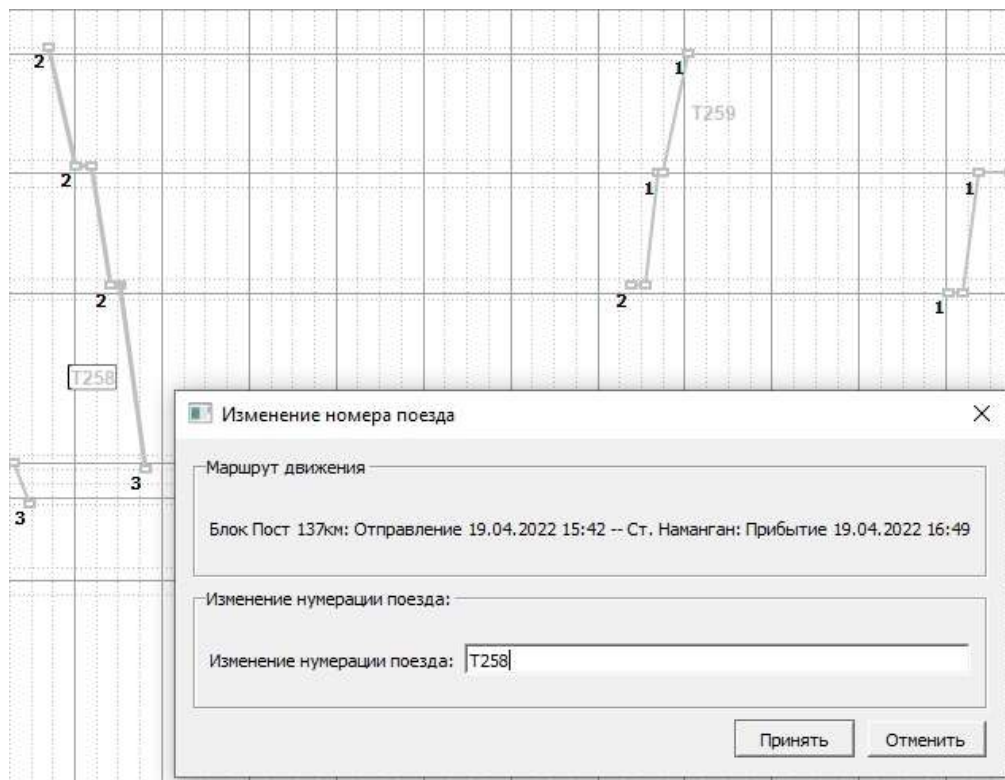 2
1
T259
2
1
1
2
2
1
T258
3
3
Изменение номера поезда
Маршрут движения
Блок Пост 137км: Отправление 19.04.2022 15:42 -- Ст. Наманган: Прибытие 19.04.2022 16:49
Изменение нумерации поезда:
Изменение нумерации поезда: T258
Принять Отменить